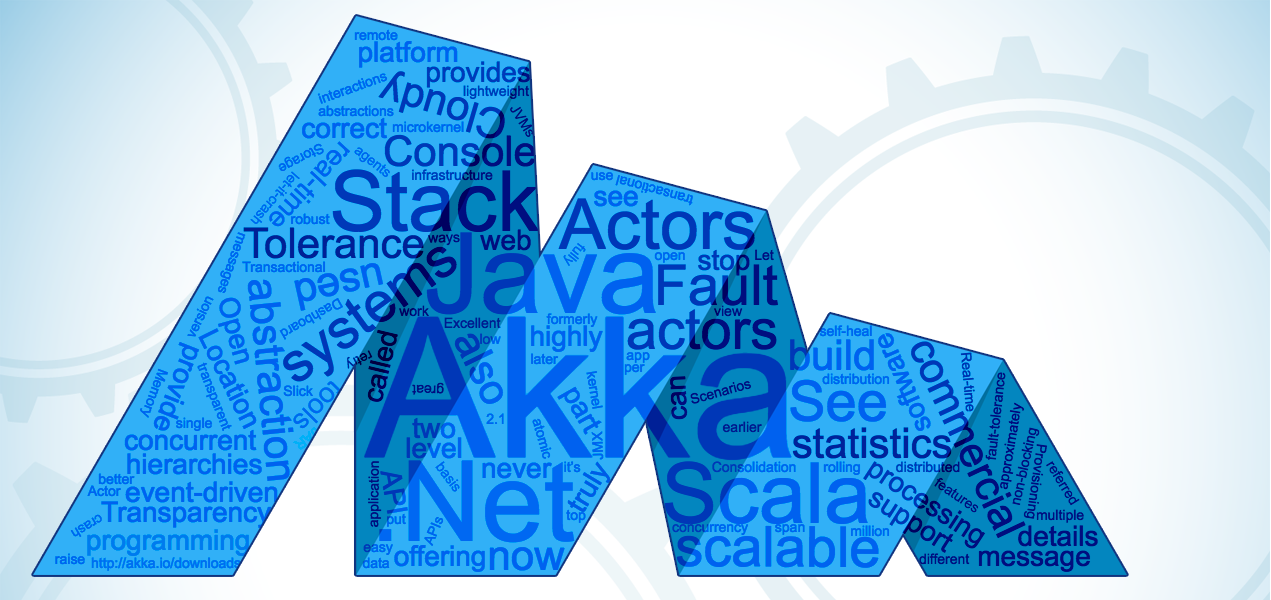 remote
platform
provides
interactions
Cloudy
lightweight
abstractions
JVMs
correct
microkernel
Storage
real-time
agents
Console
let-it-crash
infrastructure
Stack
robust
Tolerance
ways
web
messages
Transactional
used
systems
version
Open
abstraction
Dashboard
work
retry
called
provide
Location
transparent
Memory
Slick
tools
single
concurrent
hierarchies
better
Actor
event-driven
crash
Transparency
programming
raise
http://akka.io/downloads
use
transactional
see
Actors
fully
open
stop
Let
Java
Fault
view
Excellent
formerly
highly
actors
low
also
later
app
per
Akka
great
kernel
part
can
Scenarios
2.1
two
level
atomic
XML
earlier
application
API
basis
never
it's
truly
.Net
put
APIs
top
easy
data
offering
now
self-heal
build
software
commercial
Real-time
distribution
See
fault-tolerance
statistics
approximately
Consolidation
rolling
distributed
non-blocking
Provisioning
referred
Scala
processing
features
support
multiple
concurrency
span
million
details
scalable
different
message